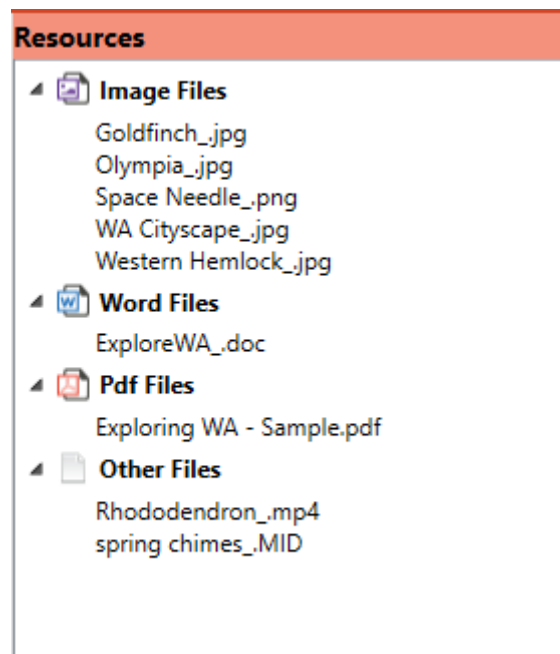 Resources
Image Files
Goldfinch_.jpg
Olympia_.jpg
Space Needle_.png
WA Cityscape_.jpg
Western Hemlock_.jpg
Word Files
ExploreWA_.doc
Pdf Files
Exploring WA - Sample.pdf
Other Files
Rhododendron_.mp4
spring chimes_.MID